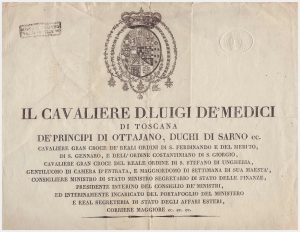 IL CAVALIERE D. LUIGI DE' MEDICI
DI TOSCANA
DE' PRINCIPI DI OTTAJANO, DUCHI DI SARNO ec.
CAVALIERE GRAN CROCE DE' REALI ORDINI DI S. FERDINANDO E DEL MERITO,
DI S. GENNARO, E DELL' ORDINE COSTANTINIANO DI S. GIORGIO,
CAVALIERE GRAN CROCE DEL REALE ORDINE DI S. STEFANO DI UNGHERIA,
GENTILUOMO DI CAMERA D' ENTRATA, E MAGGIORDOMO DI SETTIMANA DI SUA MAESTA',
CONSIGLIERE MINISTRO DI STATO MINISTRO SEGRETARIO DI STATO DELLE FINANZE,
PRESIDENTE INTERINO DEL CONSIGLIO DE' MINISTRI,
ED INTERINAMENTE INCARICATO DEL PORTAFOGLIO DEL MINISTERO
E REAL SEGRETERIA DI STATO DEGLI AFFARI ESTERI,
CORRIERE MAGGIORE ec. ec. ec.